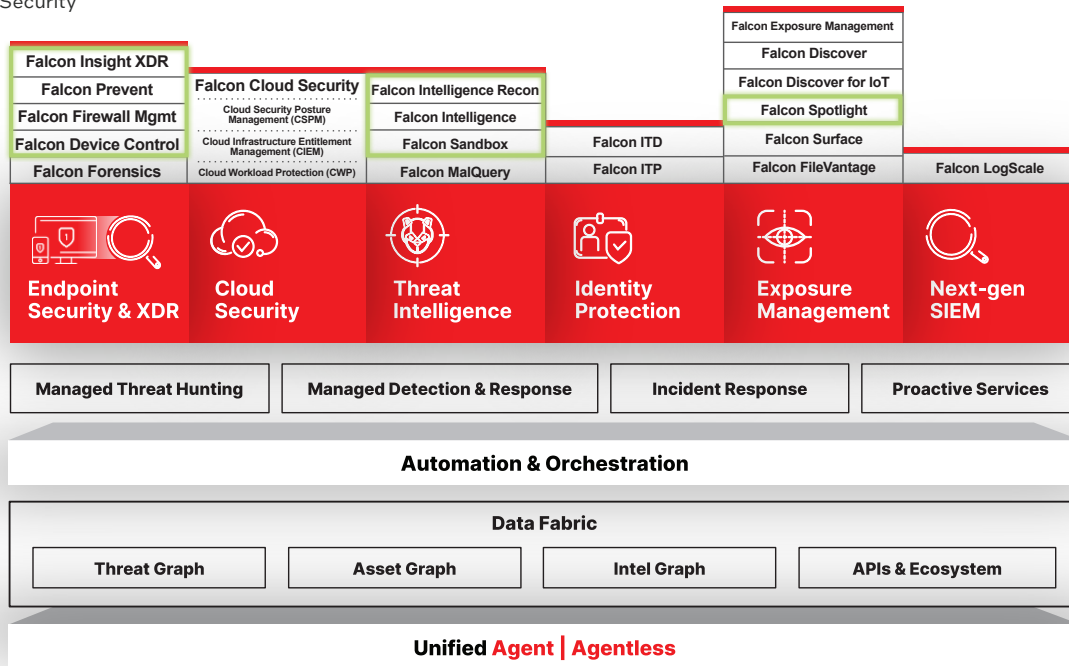 Security
Falcon Insight XDR
Falcon Prevent
Falcon Firewall Mgmt
Falcon Device Control
Falcon Forensics
Falcon Cloud Security
Cloud Security Posture
Management (CSPM)
Cloud Infrastructure Entitlement
Management (CIEM)
Cloud Workload Protection (CWP)
Falcon Intelligence Recon
Falcon Intelligence
Falcon Sandbox
Falcon MalQuery
Falcon ITD
Falcon ITP
Falcon Exposure Management
Falcon Discover
Falcon Discover for IoT
Falcon Spotlight
Falcon Surface
Falcon FileVantage
Falcon LogScale
Endpoint
Security & XDR
Cloud
Security
Threat
Intelligence
Identity
Protection
Exposure
Management
Next-gen
SIEM
Managed Threat Hunting
Managed Detection & Response
Incident Response
Proactive Services
Automation & Orchestration
Data Fabric
Threat Graph
Asset Graph
Intel Graph
APIs & Ecosystem
Unified Agent | Agentless